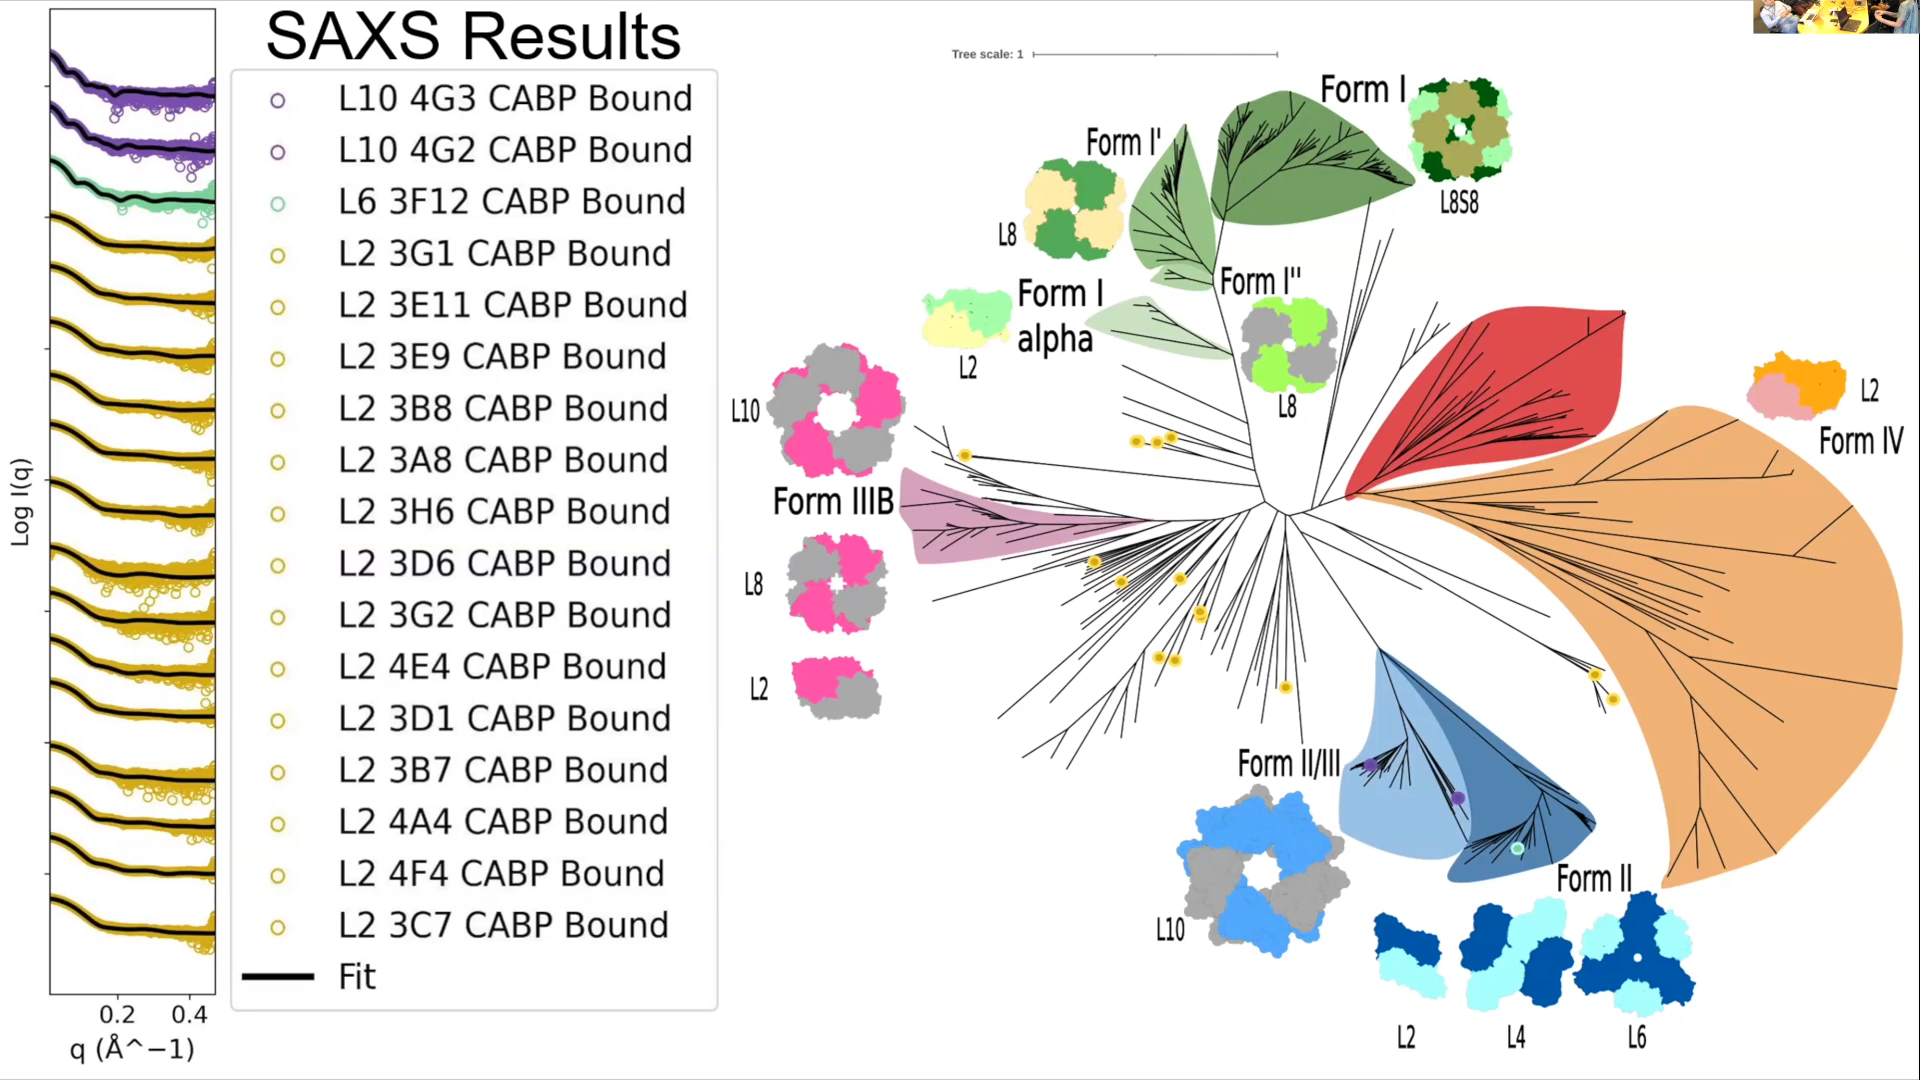 SAXS Results
L10 4G3 CABP Bound
L10 4G2 CABP Bound
L6 3F12 CABP Bound
L2 3G1 CABP Bound
L2 3E11 CABP Bound
L2 3E9 CABP Bound
L2 3B8 CABP Bound
L2 3A8 CABP Bound
L2 3H6 CABP Bound
L2 3D6 CABP Bound
L2 3G2 CABP Bound
L2 4E4 CABP Bound
L2 3D1 CABP Bound
L2 3B7 CABP Bound
L2 4A4 CABP Bound
L2 4F4 CABP Bound
L2 3C7 CABP Bound
Fit
Log I(q)
0.2 0.4
q (Å^−1)
Tree scale: 1
Form I
L8S8
Form I'
L8
Form I''
L8
Form I
alpha
L2
L10
Form IIIB
L8
L2
L2
Form IV
Form II/III
L10
Form II
L2
L4
L6